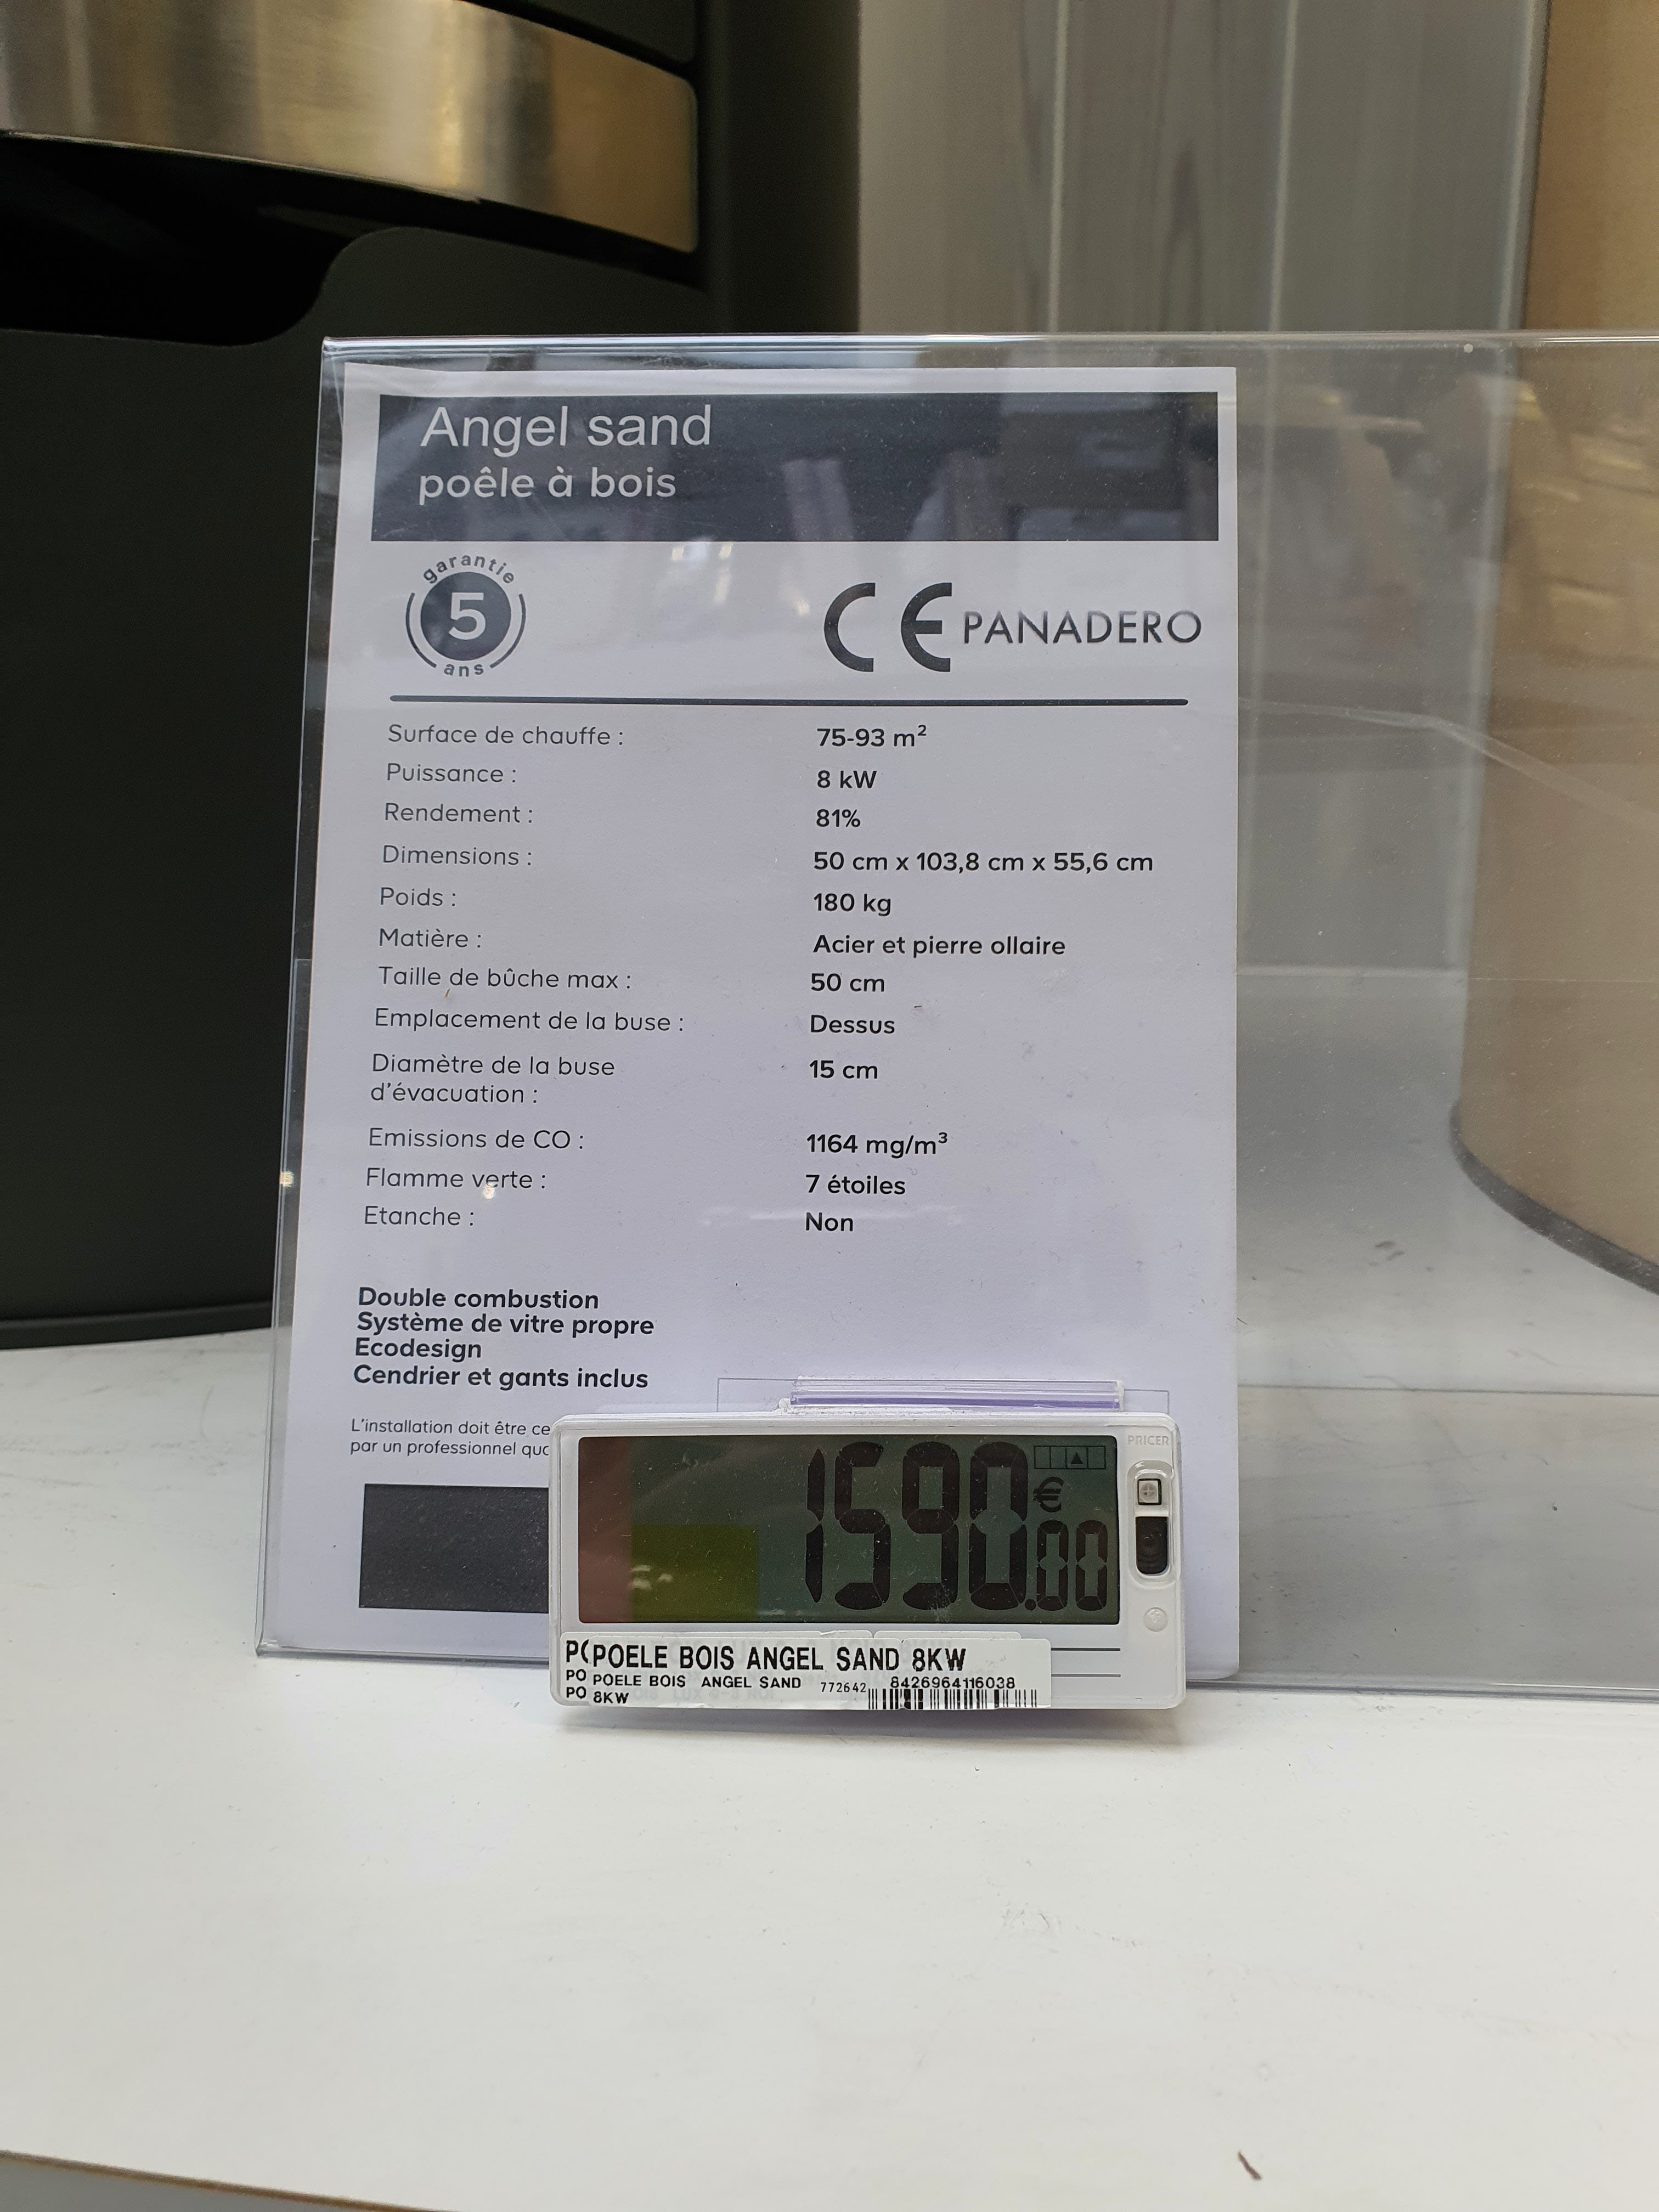 Angel sand
poêle à bois
garantie
5
ans
CE PANADERO
Surface de chauffe : 75-93 m²
Puissance : 8 kW
Rendement : 81%
Dimensions : 50 cm x 103,8 cm x 55,6 cm
Poids : 180 kg
Matière : Acier et pierre ollaire
Taille de bûche max : 50 cm
Emplacement de la buse : Dessus
Diamètre de la buse 15 cm
d'évacuation :
Emissions de CO : 1164 mg/m³
Flamme verte : 7 étoiles
Etanche : Non
Double combustion
Système de vitre propre
Ecodesign
Cendrier et gants inclus
L'installation doit être
par un professionnel
PRICER
1590.00 €
POELE BOIS ANGEL SAND 8KW
PO POELE BOIS ANGEL SAND 772642 8426964116038
PO 8KW